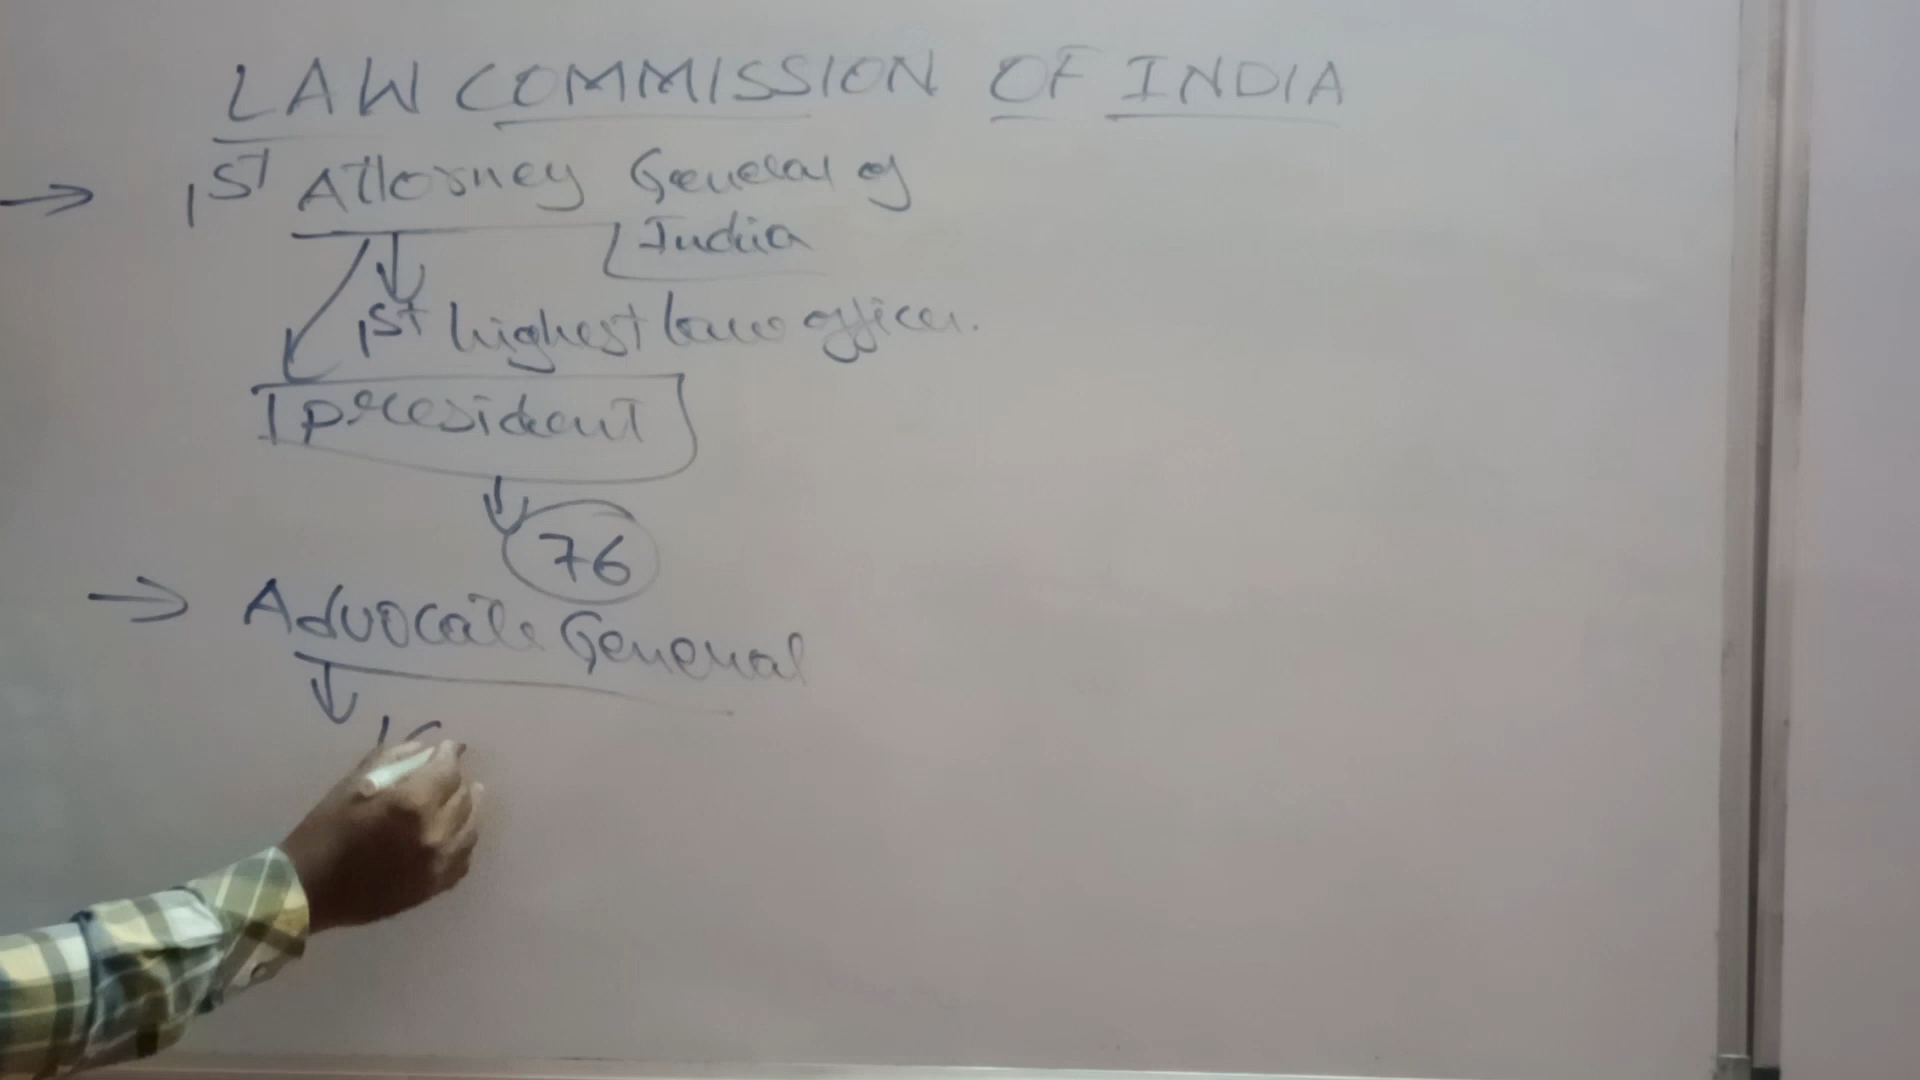 LAW COMMISSION OF INDIA
→ 1ST Attorney General of
India
1ST highest law officer.
president
76
→ Advocate General